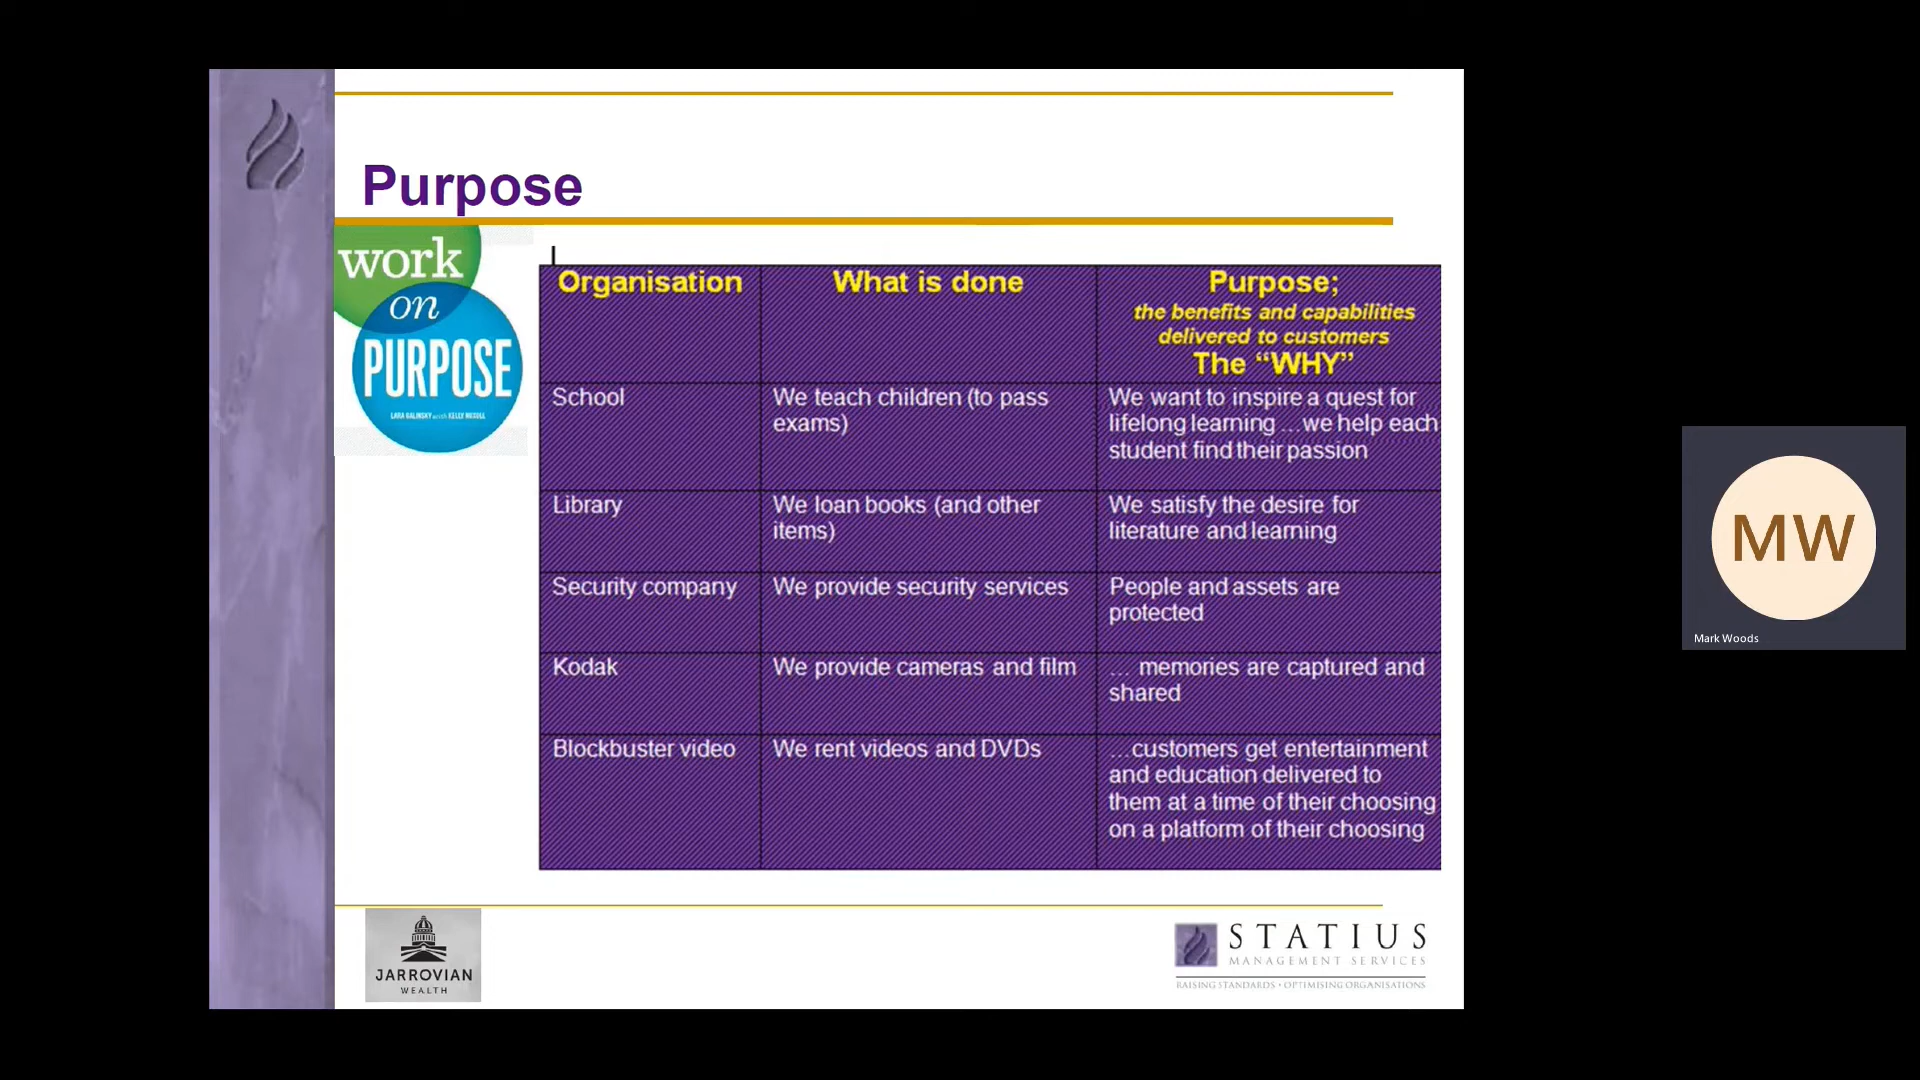 Purpose
work
on
PURPOSE
LARA GALINSKY with KELLY NUXOLL
Organisation What is done Purpose;
the benefits and capabilities
delivered to customers
The “WHY”
School We teach children (to pass We want to inspire a quest for
exams) lifelong learning ...we help each
student find their passion
Library We loan books (and other We satisfy the desire for
items) literature and learning
Security company We provide security services People and assets are
protected
Kodak We provide cameras and film ... memories are captured and
shared
Blockbuster video We rent videos and DVDs ...customers get entertainment
and education delivered to
them at a time of their choosing
on a platform of their choosing
JARROVIAN
WEALTH
STATIUS
MANAGEMENT SERVICES
RAISING STANDARDS • OPTIMISING ORGANISATIONS
MW
Mark Woods